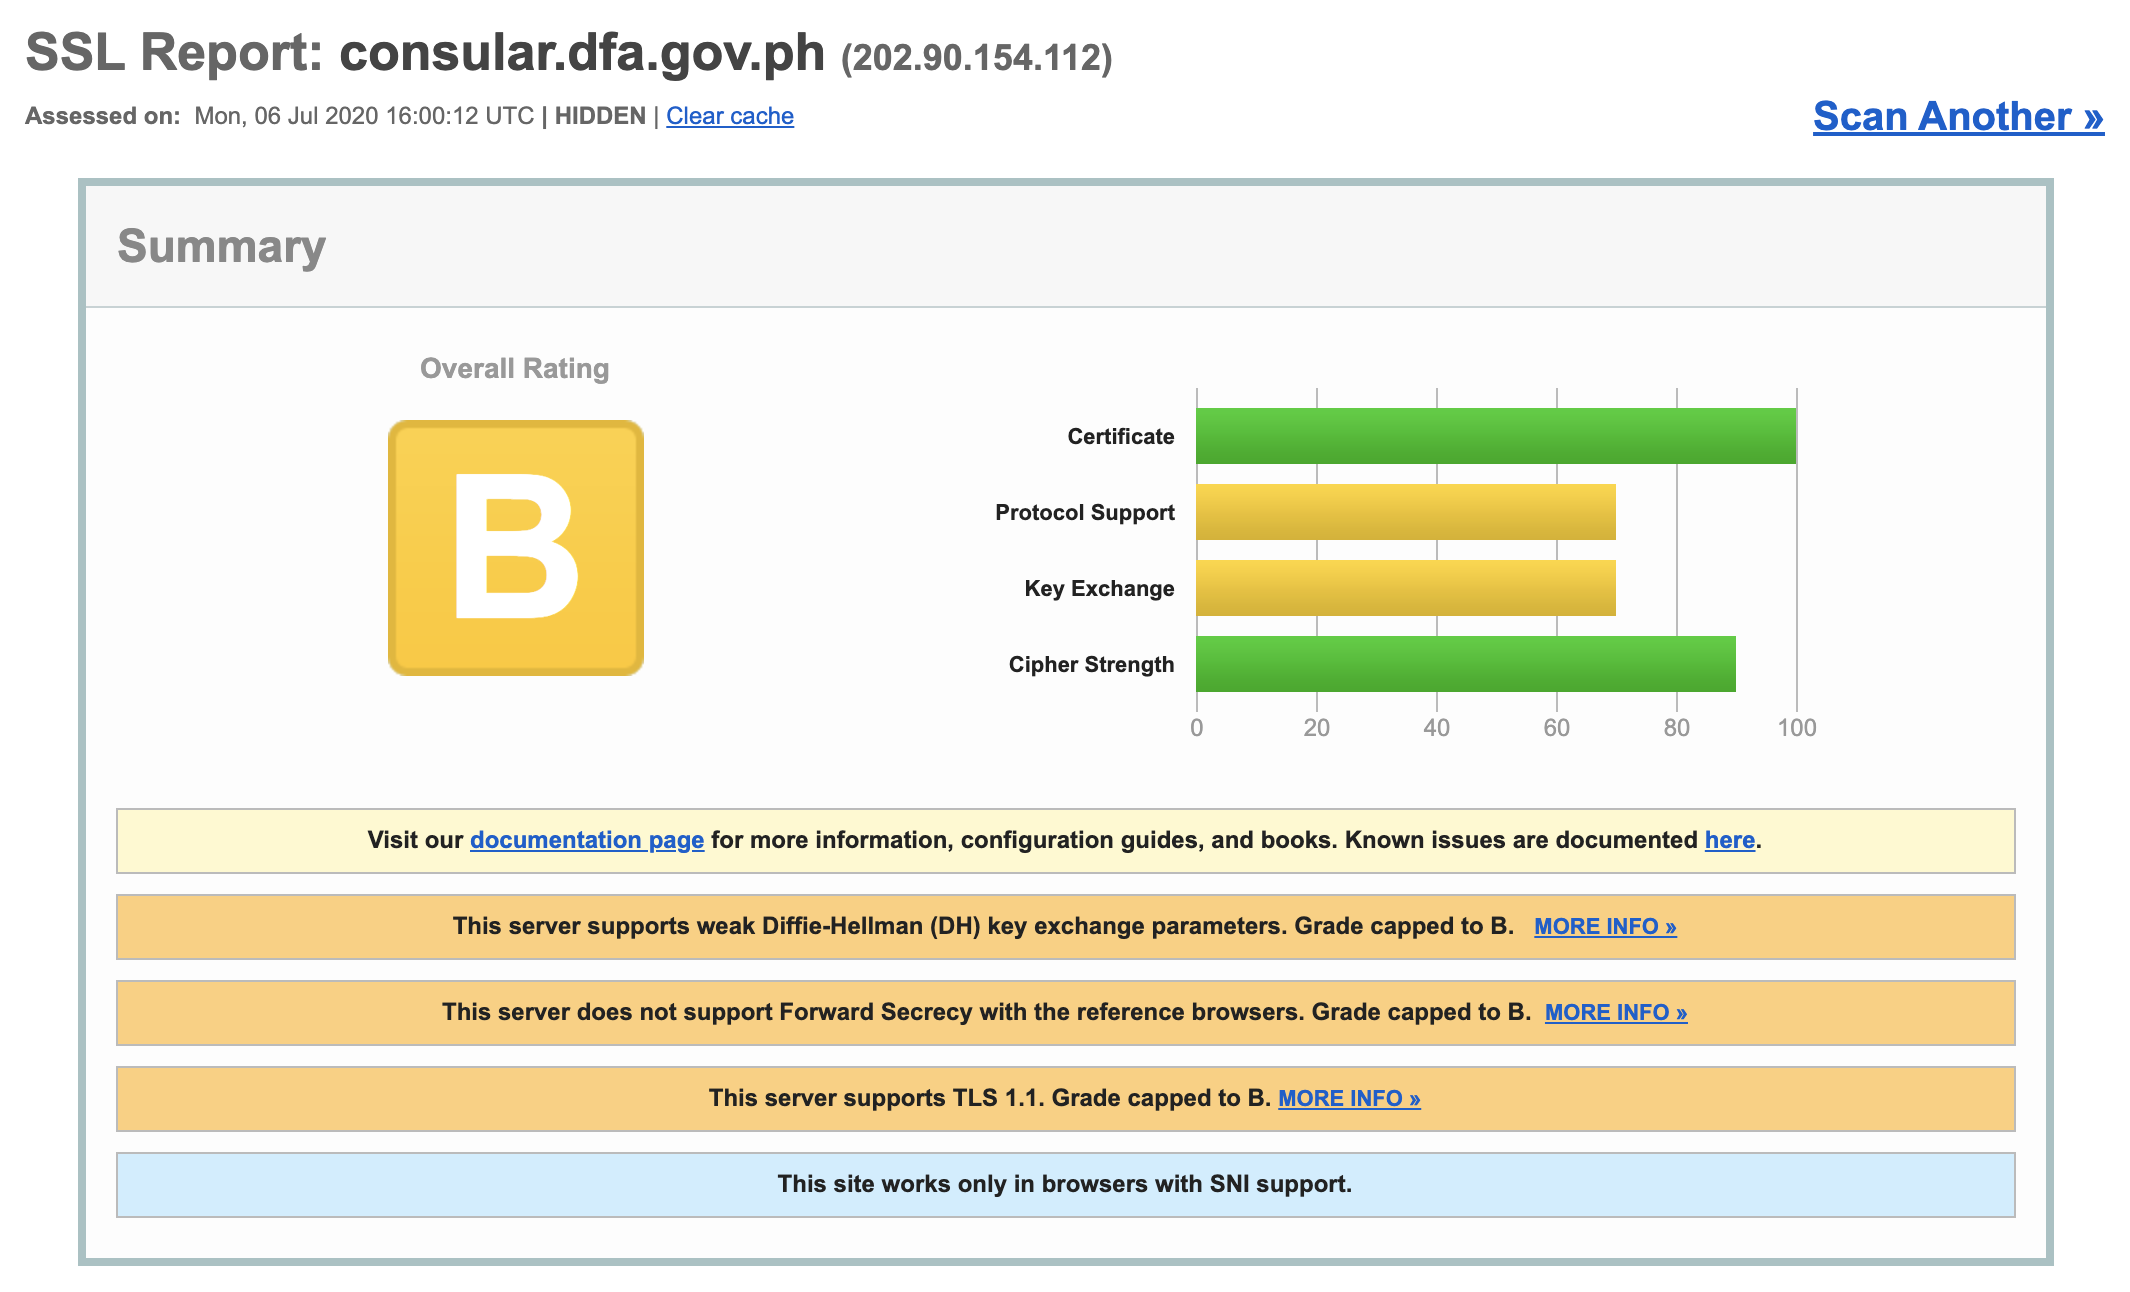 SSL Report: consular.dfa.gov.ph (202.90.154.112)
Assessed on: Mon, 06 Jul 2020 16:00:12 UTC | HIDDEN | Clear cache
Scan Another »
Summary
Overall Rating
B
Certificate
Protocol Support
Key Exchange
Cipher Strength
0 20 40 60 80 100
Visit our documentation page for more information, configuration guides, and books. Known issues are documented here.
This server supports weak Diffie-Hellman (DH) key exchange parameters. Grade capped to B. MORE INFO »
This server does not support Forward Secrecy with the reference browsers. Grade capped to B. MORE INFO »
This server supports TLS 1.1. Grade capped to B. MORE INFO »
This site works only in browsers with SNI support.